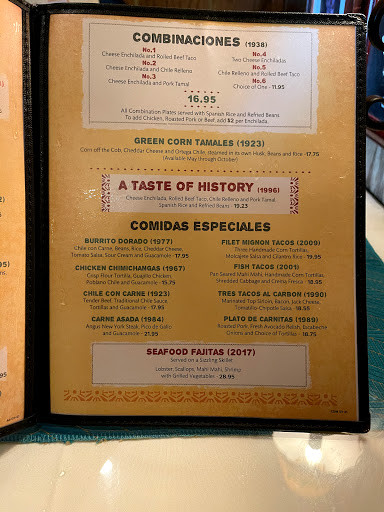 COMBINACIONES (1938)
No.1
Cheese Enchilada and Rolled Beef Taco
No.2
Cheese Enchilada and Chile Relleno
No.3
Cheese Enchilada and Pork Tamal
No.4
Two Cheese Enchiladas
No.5
Chile Relleno and Rolled Beef Taco
No.6
Choice of One - 11.95
16.95
All Combination Plates served with Spanish Rice and Refried Beans
To add Chicken, Roasted Pork or Beef, add $2 per Enchilada.
GREEN CORN TAMALES (1923)
Corn off the Cob, Cheddar Cheese and Ortega Chile, steamed in its own Husk, Beans and Rice - 17.75
(Available May through October)
A TASTE OF HISTORY (1996)
Cheese Enchilada, Rolled Beef Taco, Chile Relleno and Pork Tamal
Spanish Rice and Refried Beans - 19.23
COMIDAS ESPECIALES
BURRITO DORADO (1977)
Chile con Carne, Beans, Rice, Cheddar Cheese,
Tomato Salsa, Sour Cream and Guacamole - 17.95
CHICKEN CHIMICHANGAS (1967)
Crisp Flour Tortilla, Guajillo Chicken,
Poblano Chile and Guacamole - 15.75
CHILE CON CARNE (1923)
Tender Beef, Traditional Chile Sauce,
Tortillas and Guacamole - 17.95
CARNE ASADA (1984)
Angus New York Steak, Pico de Gallo
and Guacamole - 21.95
FILET MIGNON TACOS (2009)
Three Handmade Corn Tortillas,
Molcajete Salsa and Cilantro Rice - 19.95
FISH TACOS (2001)
Pan Seared Mahi Mahi, Handmade Corn Tortillas,
Shredded Cabbage and Crema Fresca - 18.95
TRES TACOS AL CARBON (1990)
Marinated Top Sirloin, Bacon, Jack Cheese,
Tomatillo-Chipotle Salsa - 18.55
PLATO DE CARNITAS (1989)
Roasted Pork, Fresh Avocado Relish, Escabeche
Onions and Choice of Tortillas - 18.75
SEAFOOD FAJITAS (2017)
Served on a Sizzling Skillet
Lobster, Scallops, Mahi Mahi, Shrimp
with Grilled Vegetables - 28.95